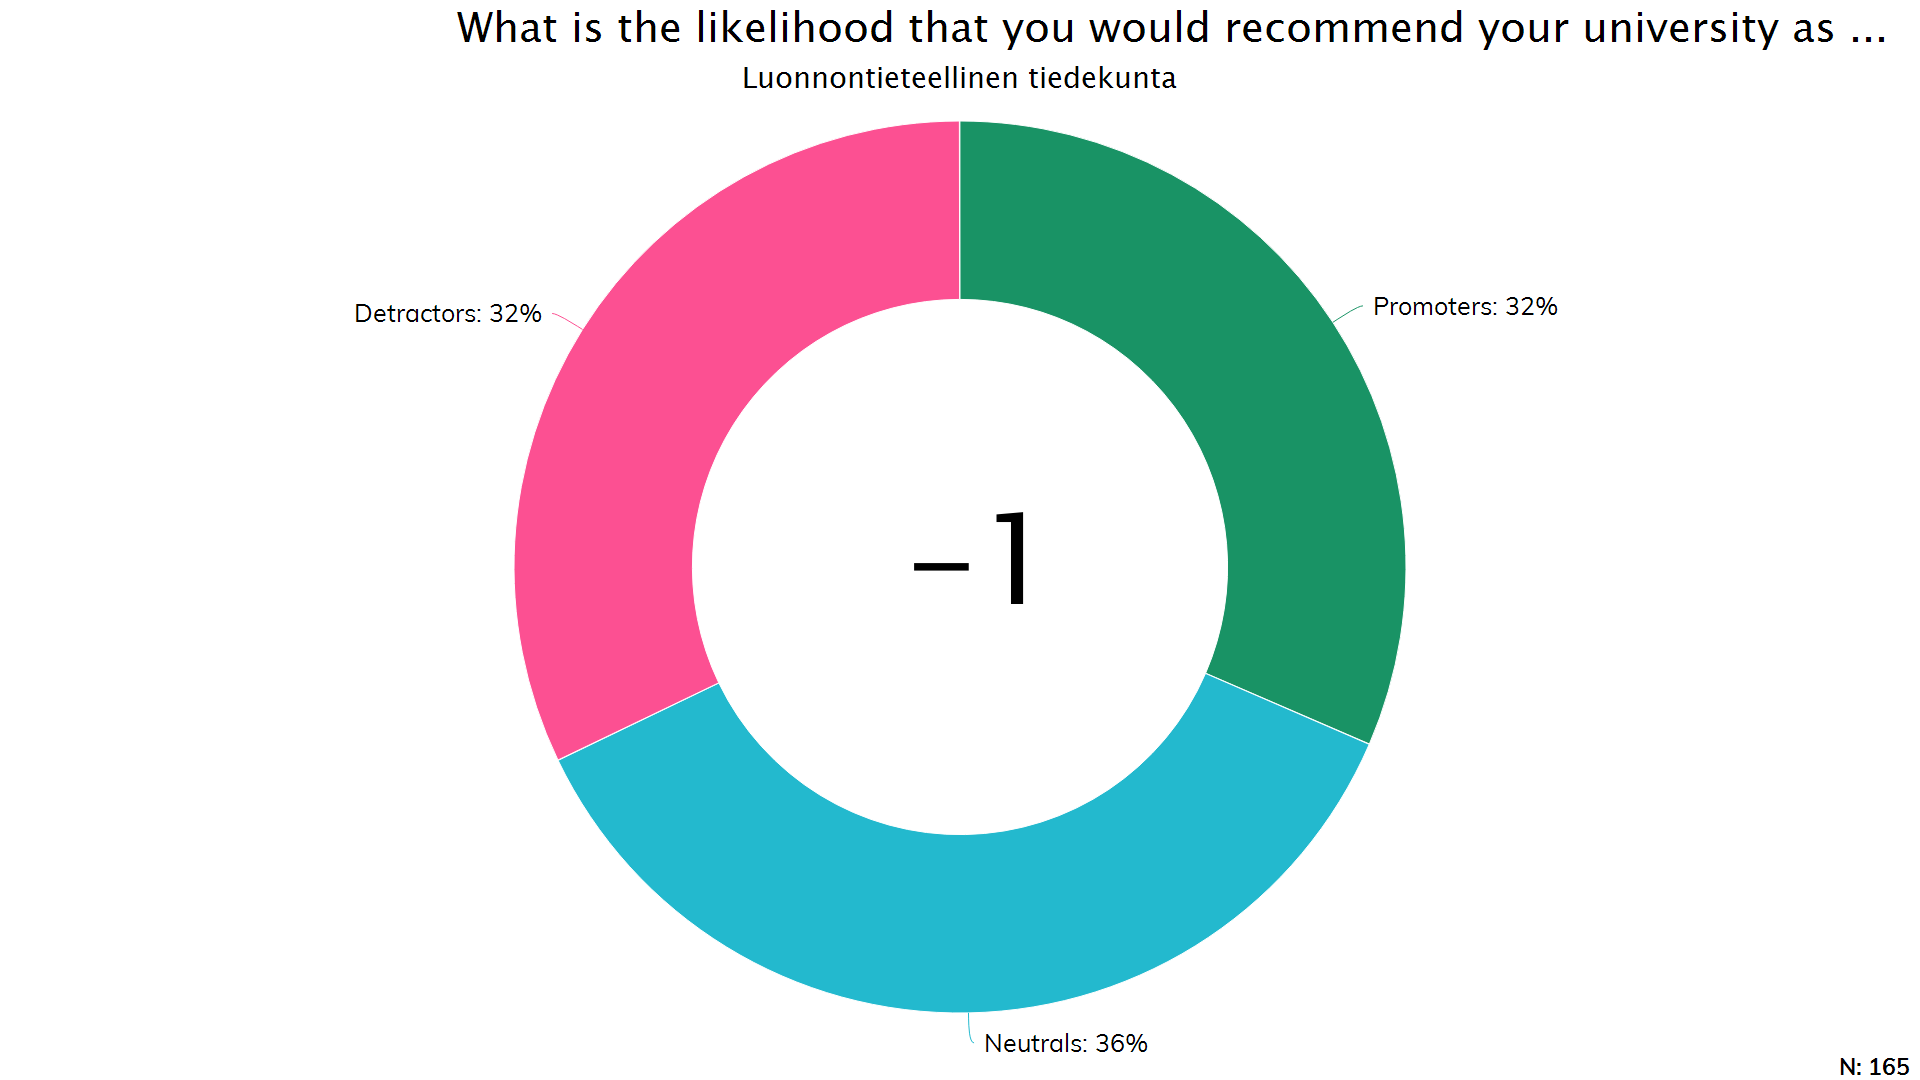 What is the likelihood that you would recommend your university as ...
Luonnontieteellinen tiedekunta
Detractors: 32%
Promoters: 32%
–1
Neutrals: 36%
N: 165